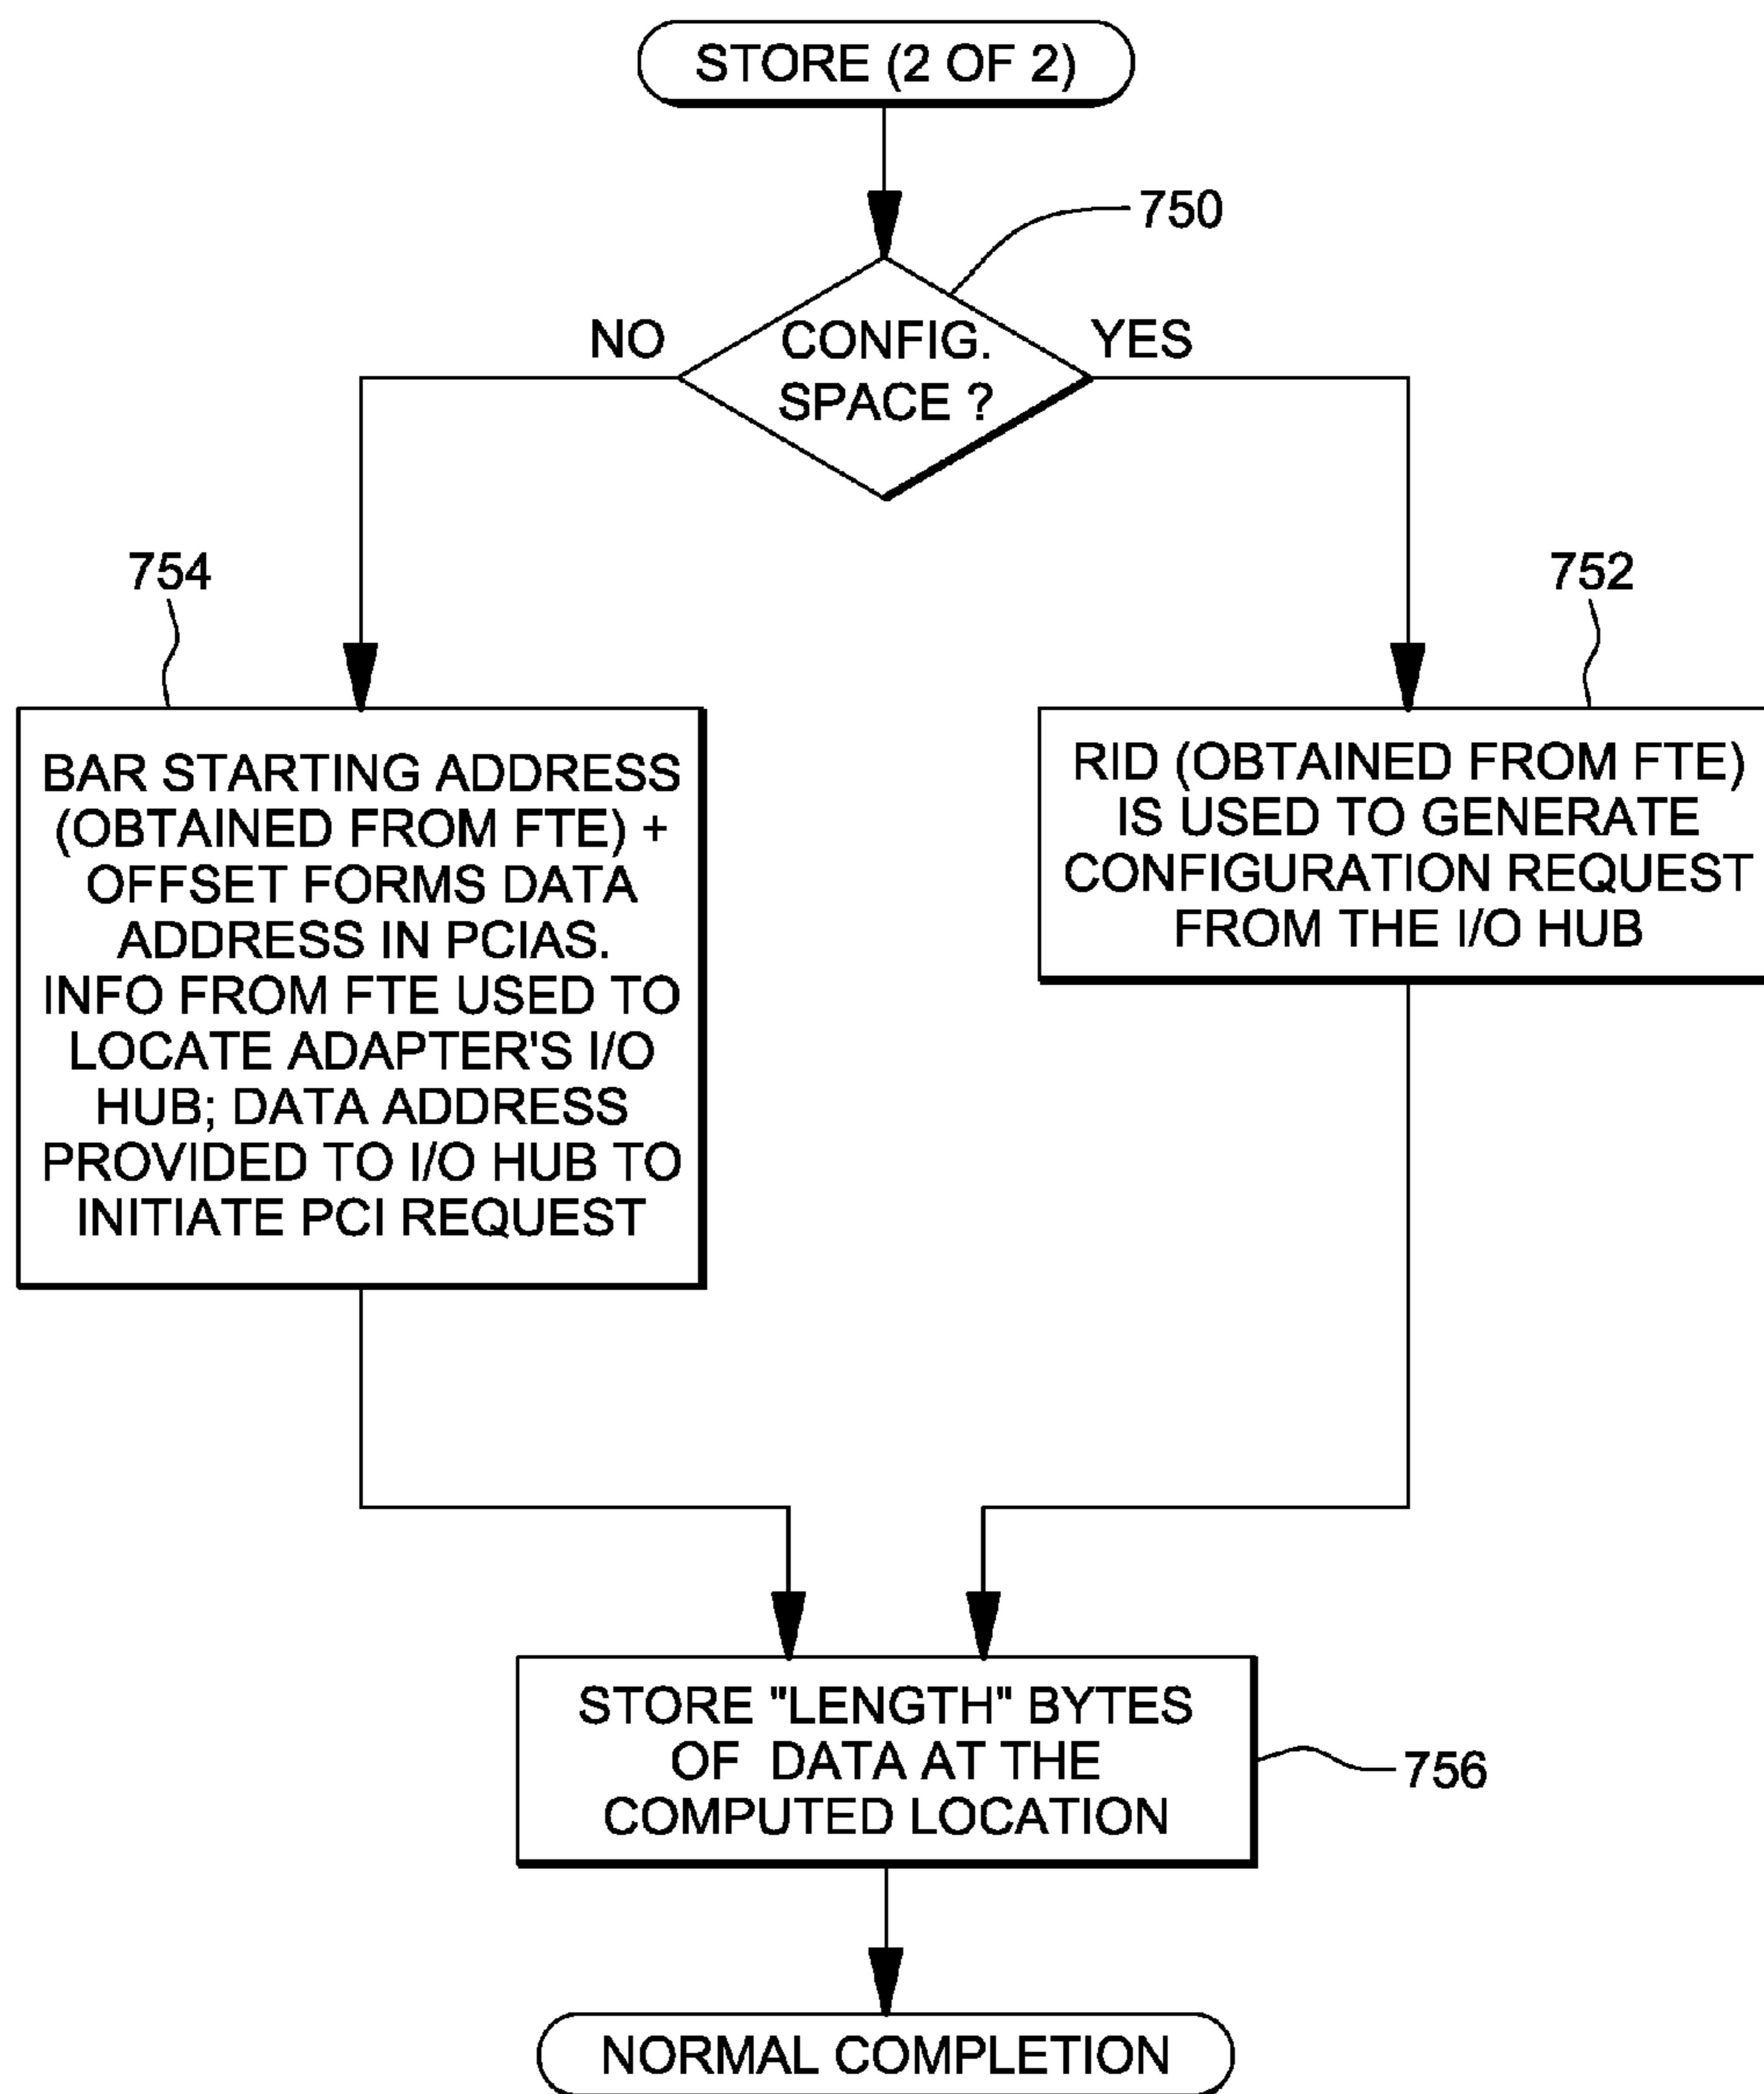 STORE (2 OF 2)
750
NO
CONFIG.
SPACE ?
YES
754
752
BAR STARTING ADDRESS
(OBTAINED FROM FTE) +
OFFSET FORMS DATA
ADDRESS IN PCIAS.
INFO FROM FTE USED TO
LOCATE ADAPTER'S I/O
HUB; DATA ADDRESS
PROVIDED TO I/O HUB TO
INITIATE PCI REQUEST
RID (OBTAINED FROM FTE)
IS USED TO GENERATE
CONFIGURATION REQUEST
FROM THE I/O HUB
STORE "LENGTH" BYTES
OF DATA AT THE
COMPUTED LOCATION
756
NORMAL COMPLETION